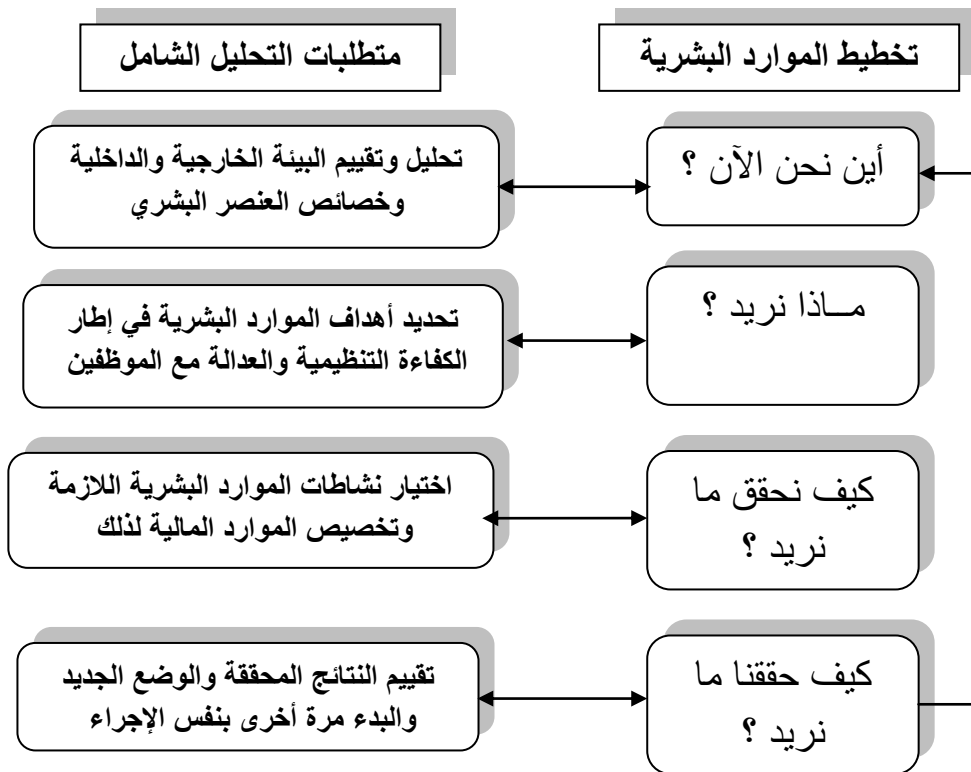 تخطيط الموارد البشرية
متطلبات التحليل الشامل
أين نحن الآن ؟
تحليل وتقييم البيئة الخارجية والداخلية
وخصائص العنصر البشري
مــاذا نريد ؟
تحديد أهداف الموارد البشرية في إطار
الكفاءة التنظيمية والعدالة مع الموظفين
كيف نحقق ما
نريد ؟
اختيار نشاطات الموارد البشرية اللازمة
وتخصيص الموارد المالية لذلك
كيف حققنا ما
نريد ؟
تقييم النتائج المحققة والوضع الجديد
والبدء مرة أخرى بنفس الإجراء